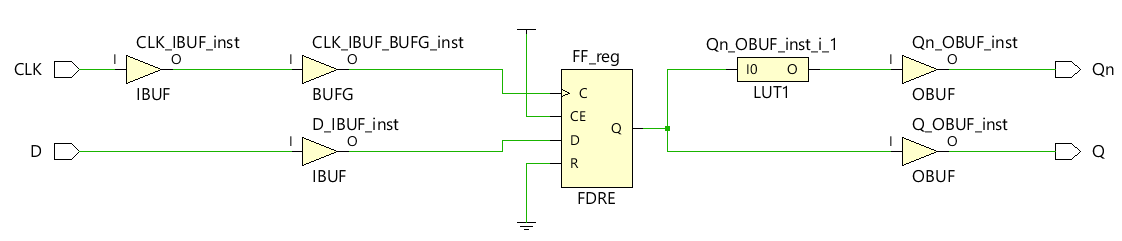 CLK
CLK_IBUF_inst
I
O
IBUF
CLK_IBUF_BUFG_inst
I
O
BUFG
D
D_IBUF_inst
I
O
IBUF
FF_reg
C
CE
D
R
Q
FDRE
Qn_OBUF_inst_i_1
I0
O
LUT1
Qn_OBUF_inst
I
O
OBUF
Qn
Q_OBUF_inst
I
O
OBUF
Q